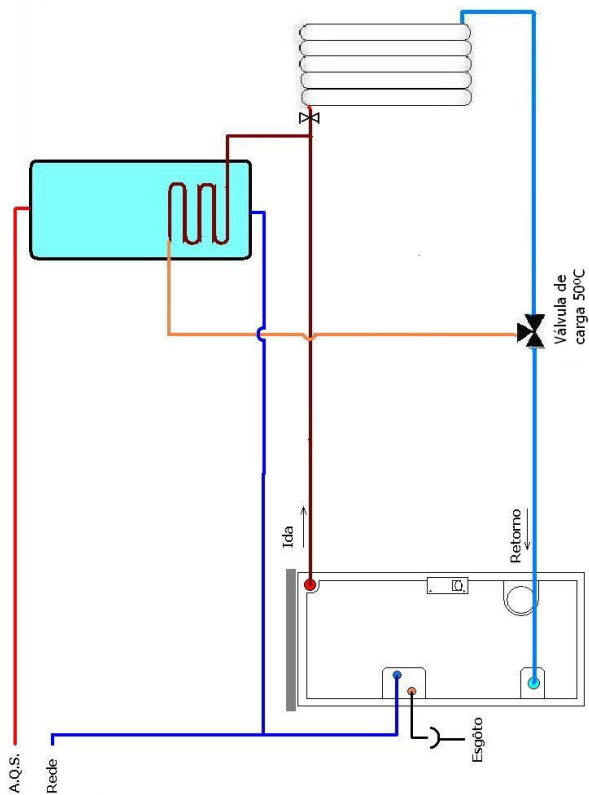 A.Q.S.
Rede
Esgôto
Ida
Retorno
Válvula de
carga 50ºC